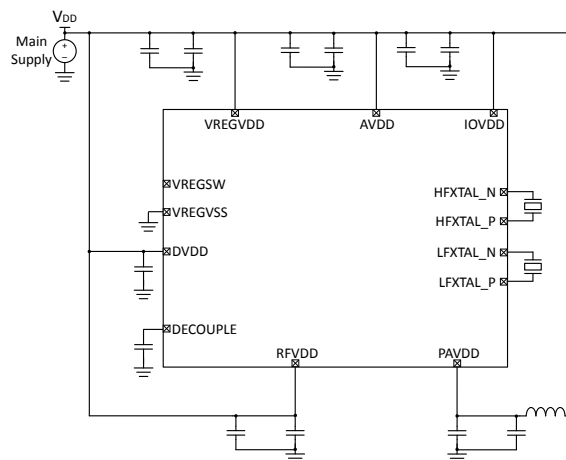 VDD
Main
Supply
+
−
VREGVDD
AVDD
IOVDD
VREGSW
HFXTAL_N
VREGVSS
HFXTAL_P
DVDD
LFXTAL_N
LFXTAL_P
DECOUPLE
RFVDD
PAVDD